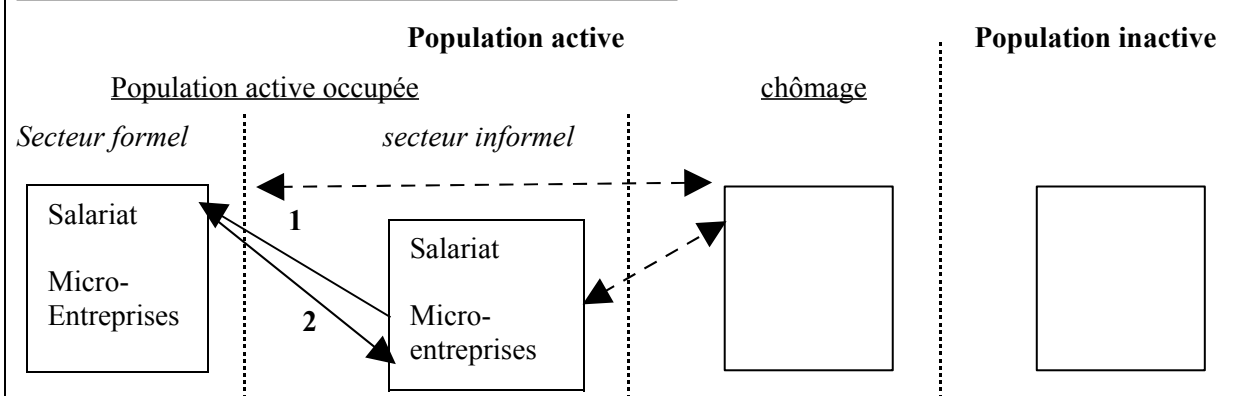 Population active
Population inactive
Population active occupée
chômage
Secteur formel
secteur informel
Salariat
Micro-
Entreprises
1
2
Salariat
Micro-
entreprises